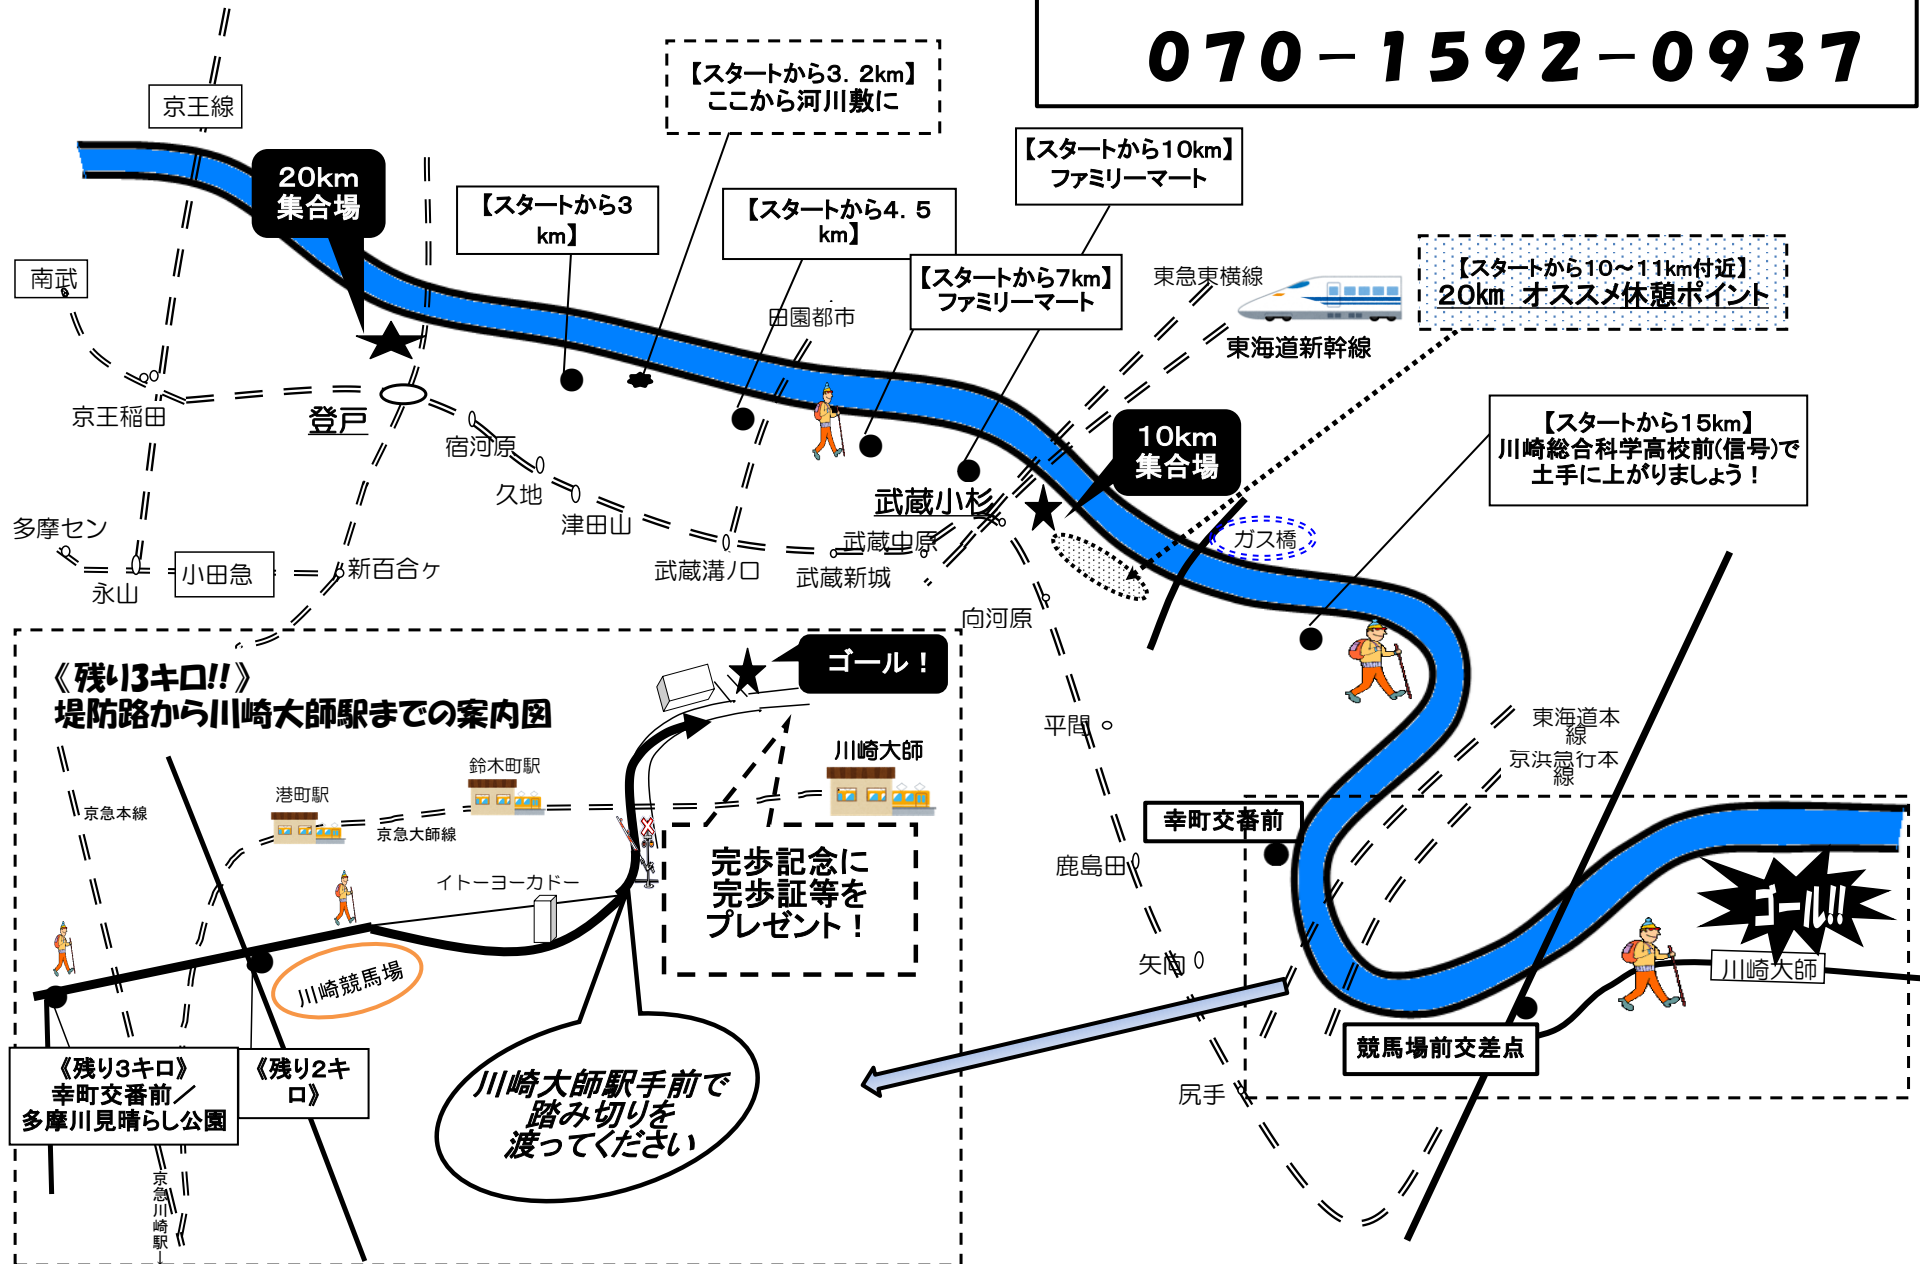 070-1592-0937
【スタートから3.2km】
ここから河川敷に
京王線
【スタートから10km】
ファミリーマート
20km
集合場
【スタートから3
km】
【スタートから4.5
km】
【スタートから7km】
ファミリーマート
東急東横線
【スタートから10～11km付近】
20km オススメ休憩ポイント
南武
田園都市
東海道新幹線
京王稲田
登戸
宿河原
久地
津田山
10km
集合場
【スタートから15km】
川崎総合科学高校前(信号)で
土手に上がりましょう！
武蔵小杉
多摩セン
永山
小田急
新百合ヶ
武蔵溝ノ口
武蔵中原
武蔵新城
ガス橋
向河原
《残り3キロ!!》
堤防路から川崎大師駅までの案内図
ゴール！
平間
東海道本
線
京浜急行本
線
川崎大師
鈴木町駅
港町駅
京急本線
京急大師線
幸町交番前
完歩記念に
完歩証等を
プレゼント！
イトーヨーカドー
鹿島田
ゴール!!
川崎競馬場
矢向
川崎大師
競馬場前交差点
《残り3キロ》
幸町交番前／
多摩川見晴らし公園
《残り2キ
ロ》
川崎大師駅手前で
踏み切りを
渡ってください
尻手
京急川崎駅→